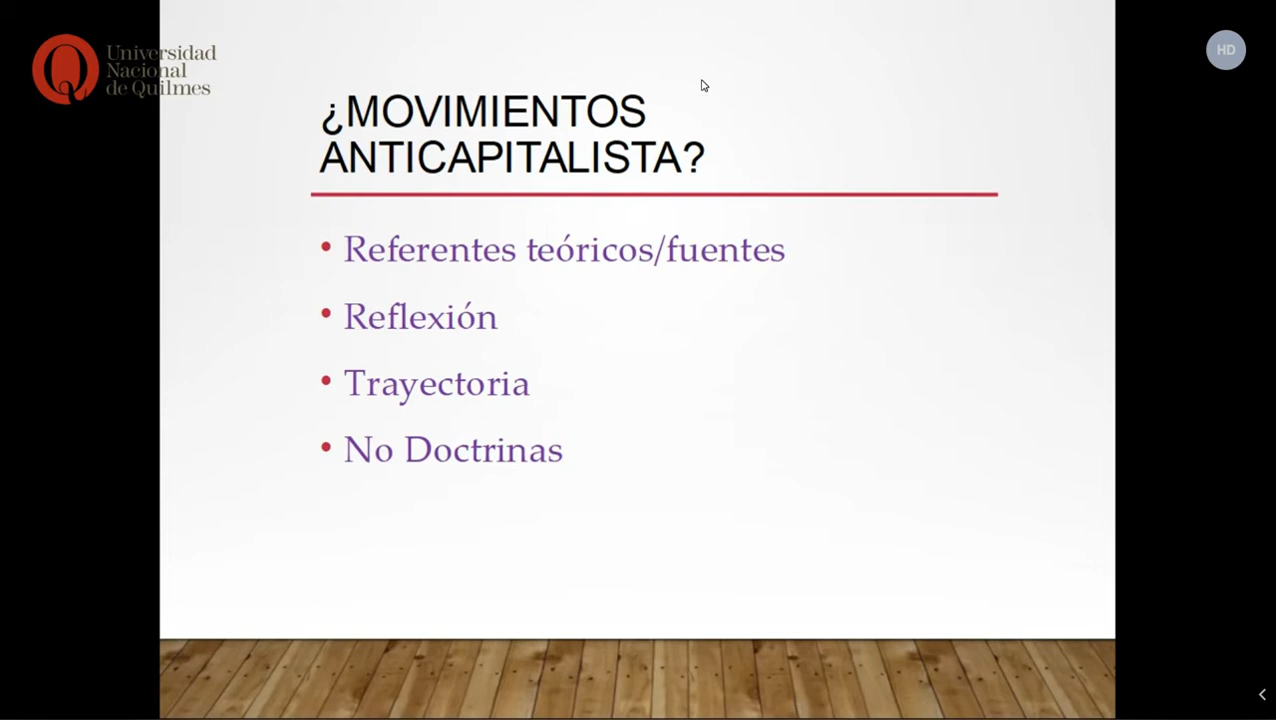 Universidad
Nacional
de Quilmes
HD
¿MOVIMIENTOS
ANTICAPITALISTA?
• Referentes teóricos/fuentes
• Reflexión
• Trayectoria
• No Doctrinas